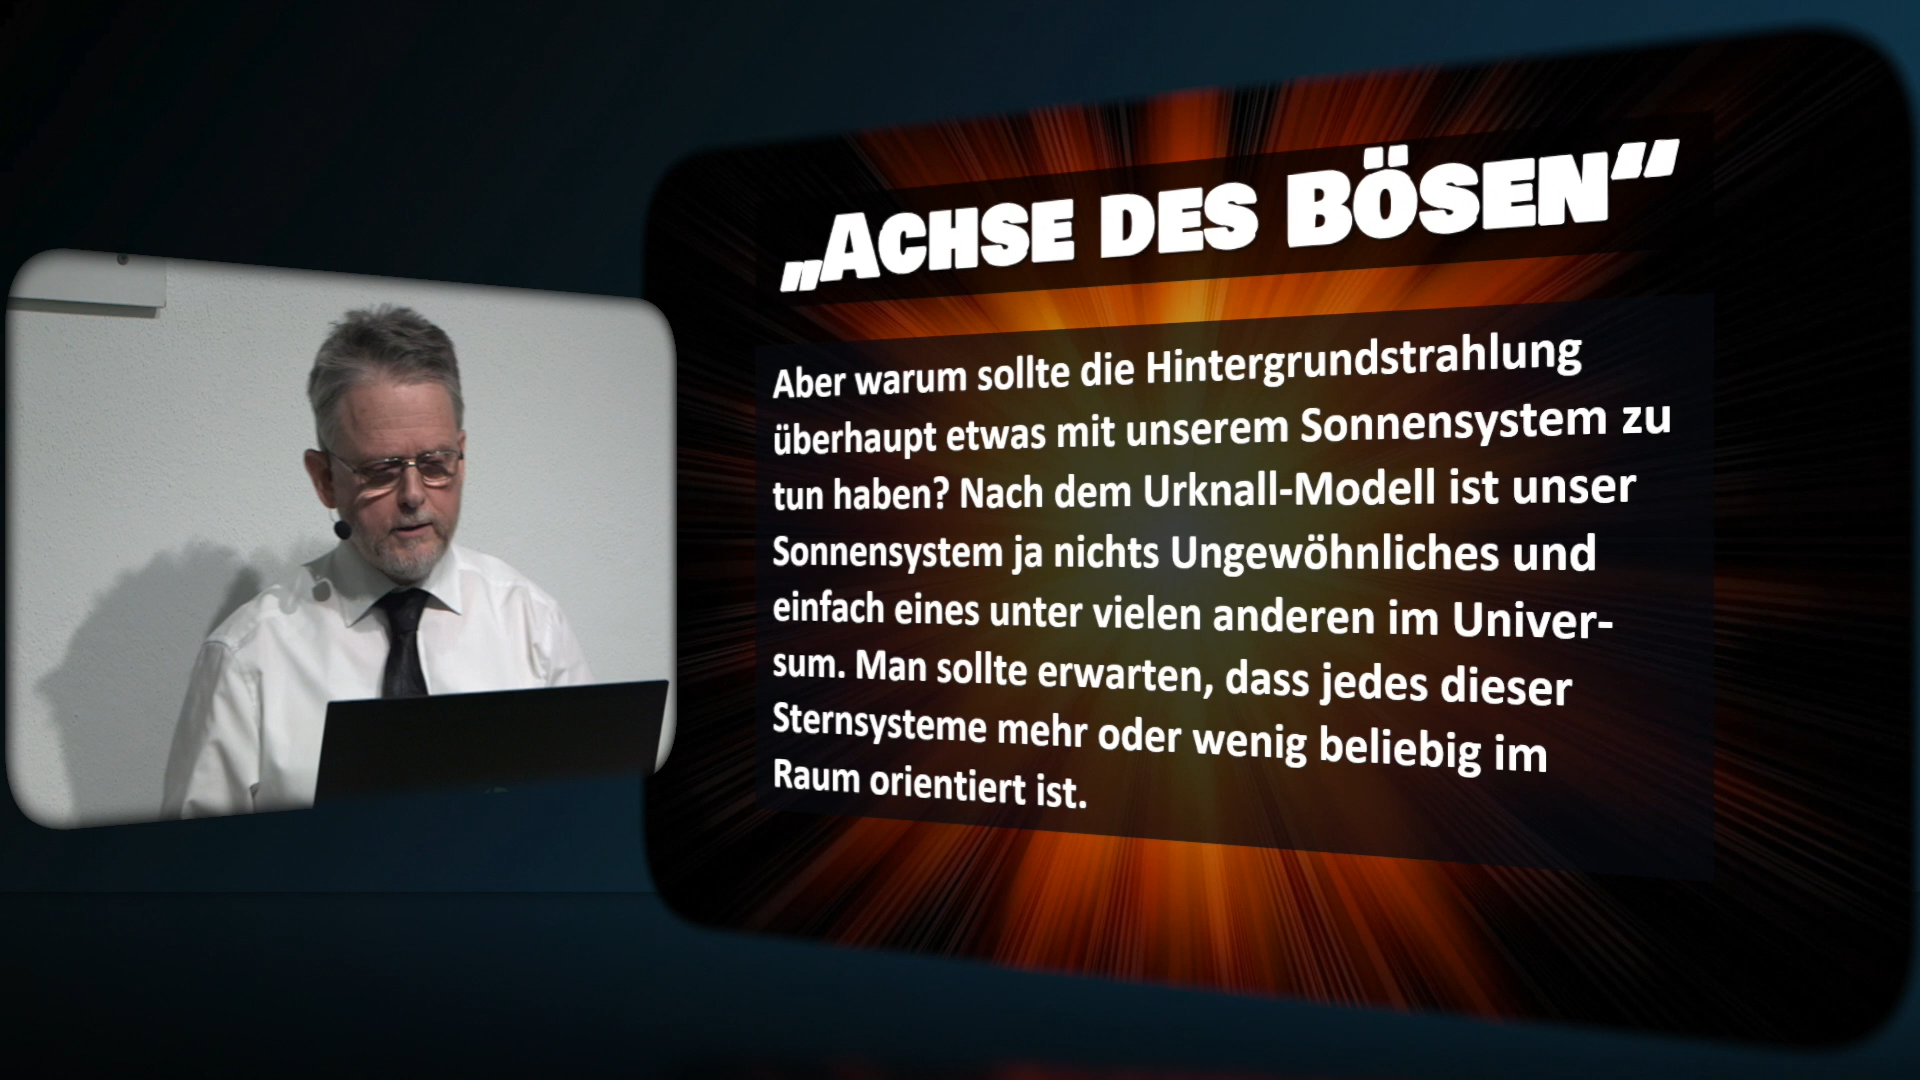 „Achse des Bösen“
Aber warum sollte die Hintergrundstrahlung
überhaupt etwas mit unserem Sonnensystem zu
tun haben? Nach dem Urknall-Modell ist unser
Sonnensystem ja nichts Ungewöhnliches und
einfach eines unter vielen anderen im Univer-
sum. Man sollte erwarten, dass jedes dieser
Sternsysteme mehr oder wenig beliebig im
Raum orientiert ist.